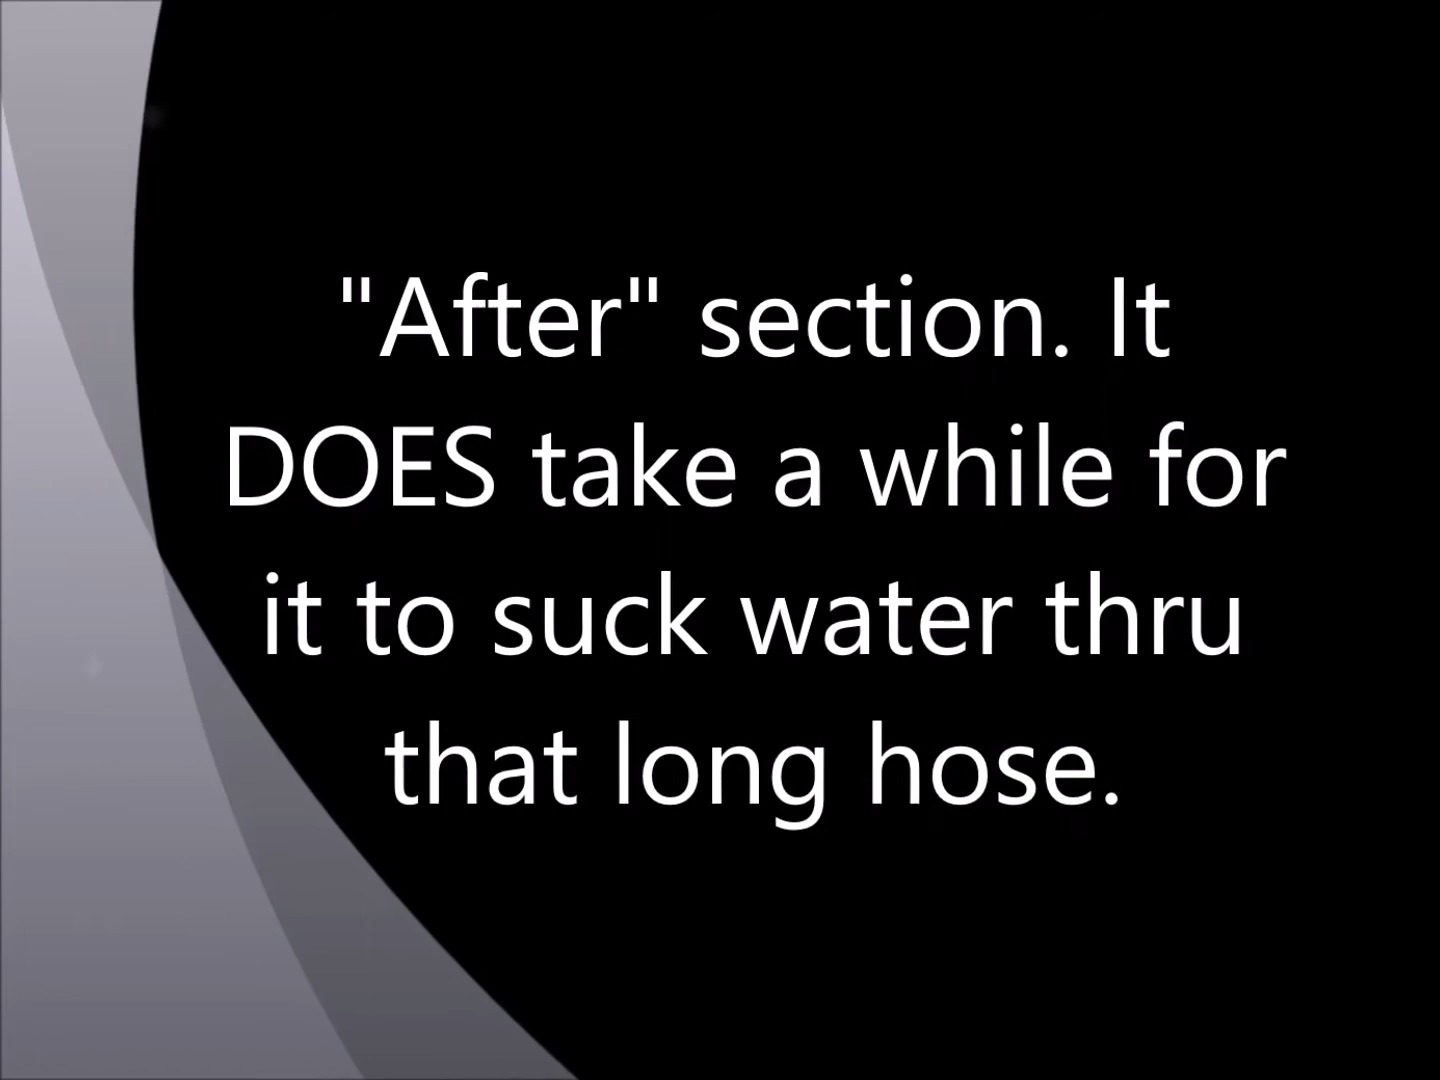 "After" section. It
DOES take a while for
it to suck water thru
that long hose.